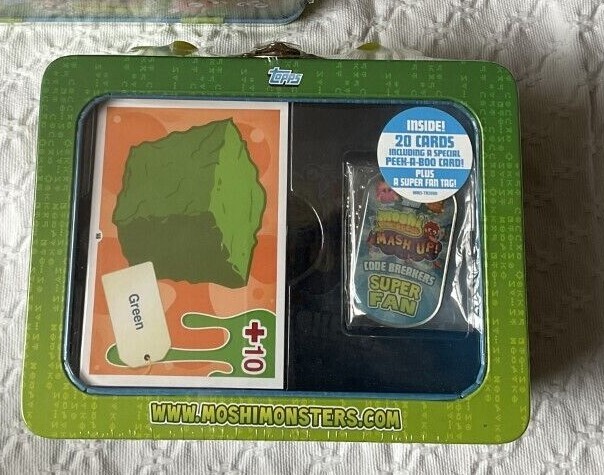 Topps
INSIDE!
20 CARDS
INCLUDING A SPECIAL
PEEK-A-BOO CARD!
PLUS
A SUPER FAN TAG!
MOSHI
MONSTERS
MASH UP!
CODE BREAKERS
SUPER
FAN
Green
+10
WWW.MOSHIMONSTERS.COM